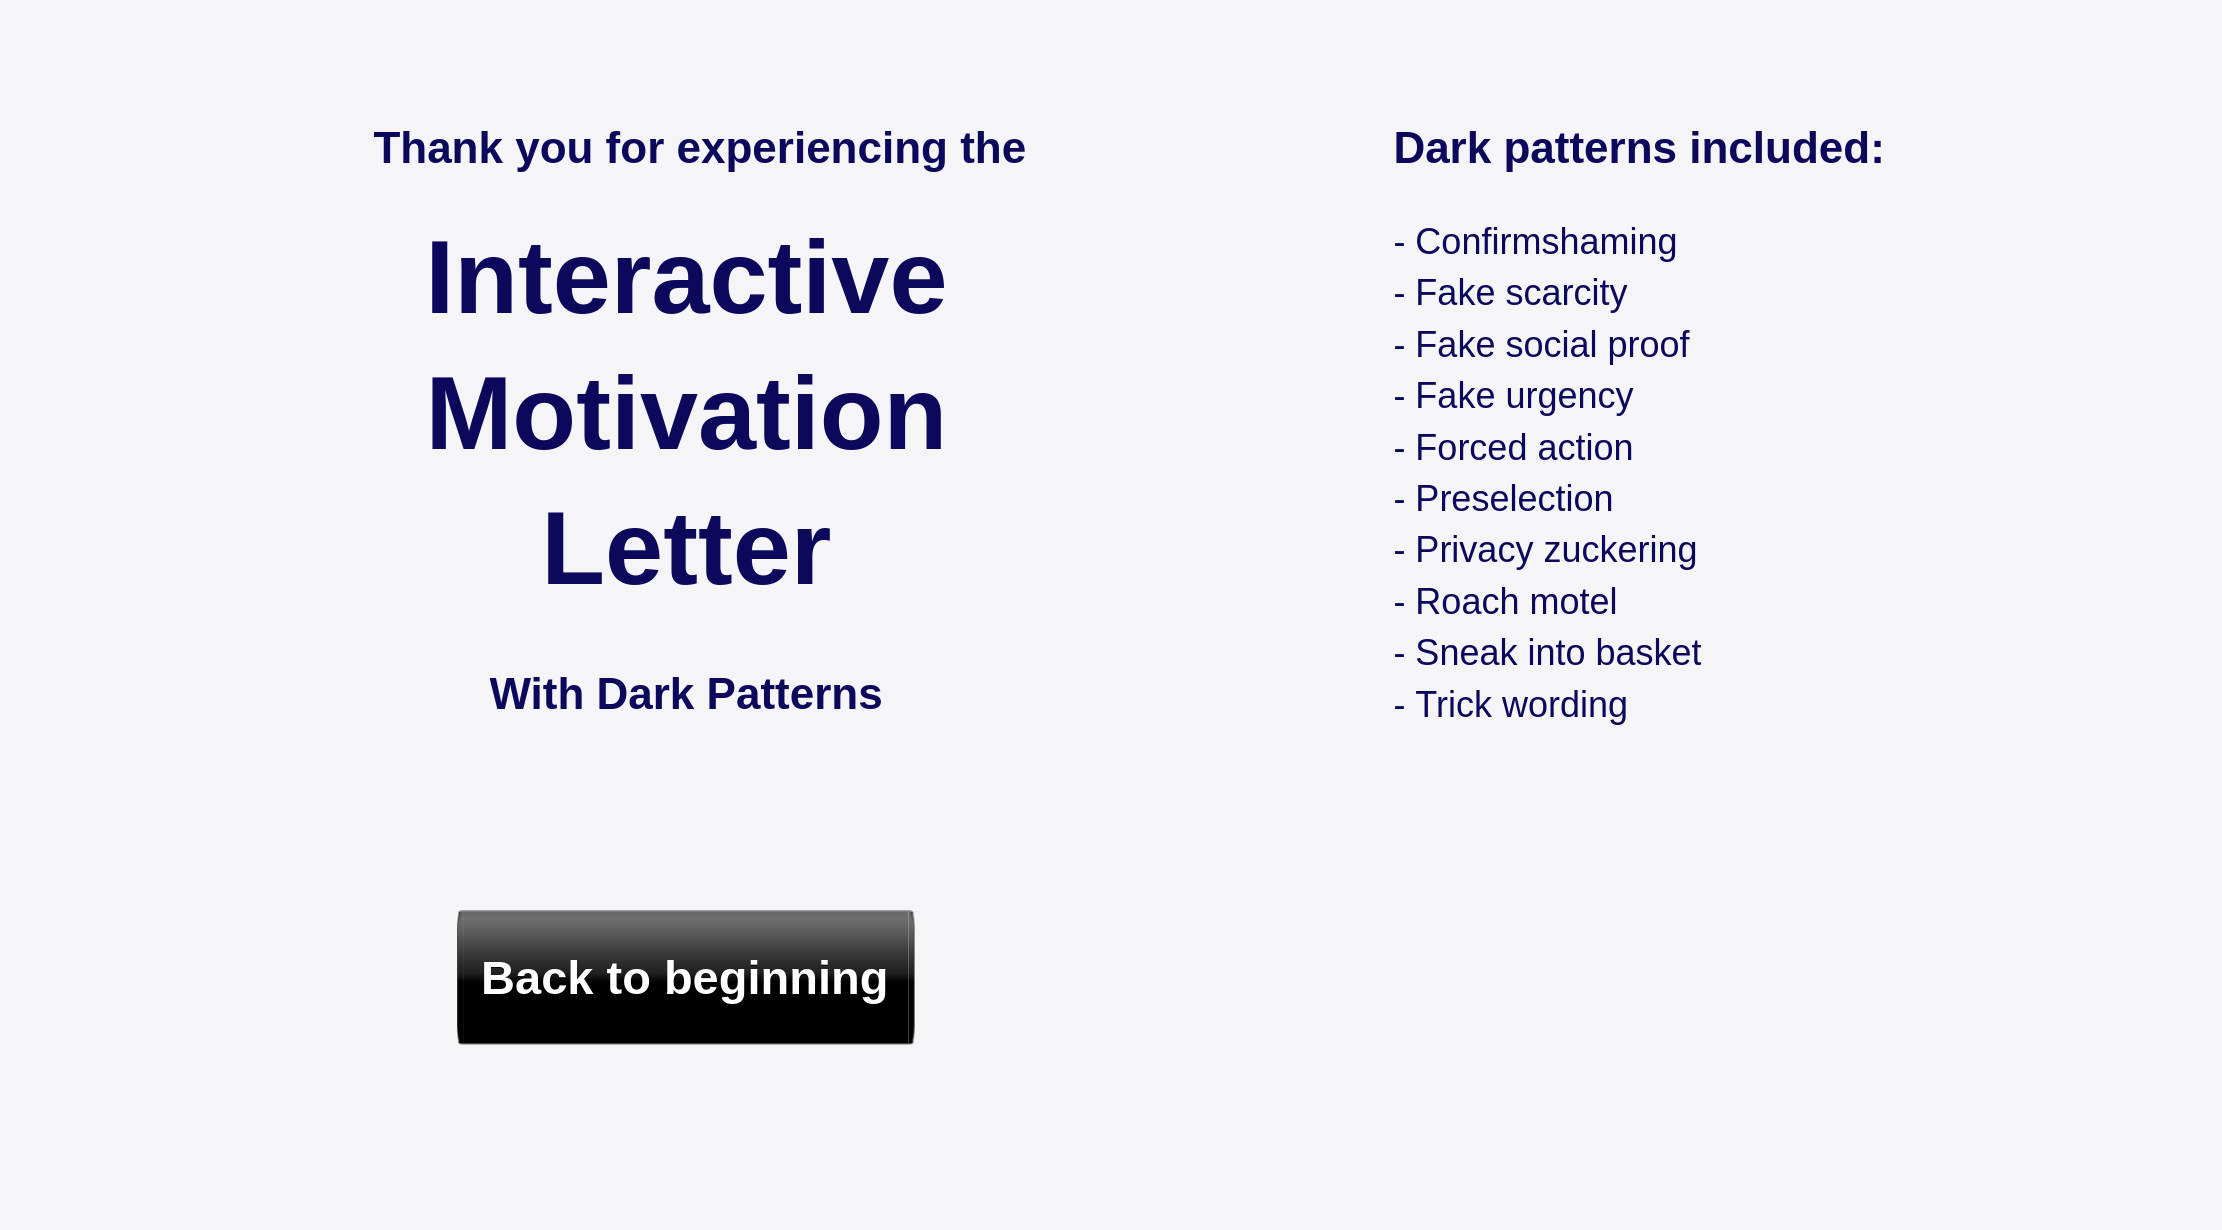 Thank you for experiencing the
Interactive
Motivation
Letter
With Dark Patterns
Back to beginning
Dark patterns included:
- Confirmshaming
- Fake scarcity
- Fake social proof
- Fake urgency
- Forced action
- Preselection
- Privacy zuckering
- Roach motel
- Sneak into basket
- Trick wording